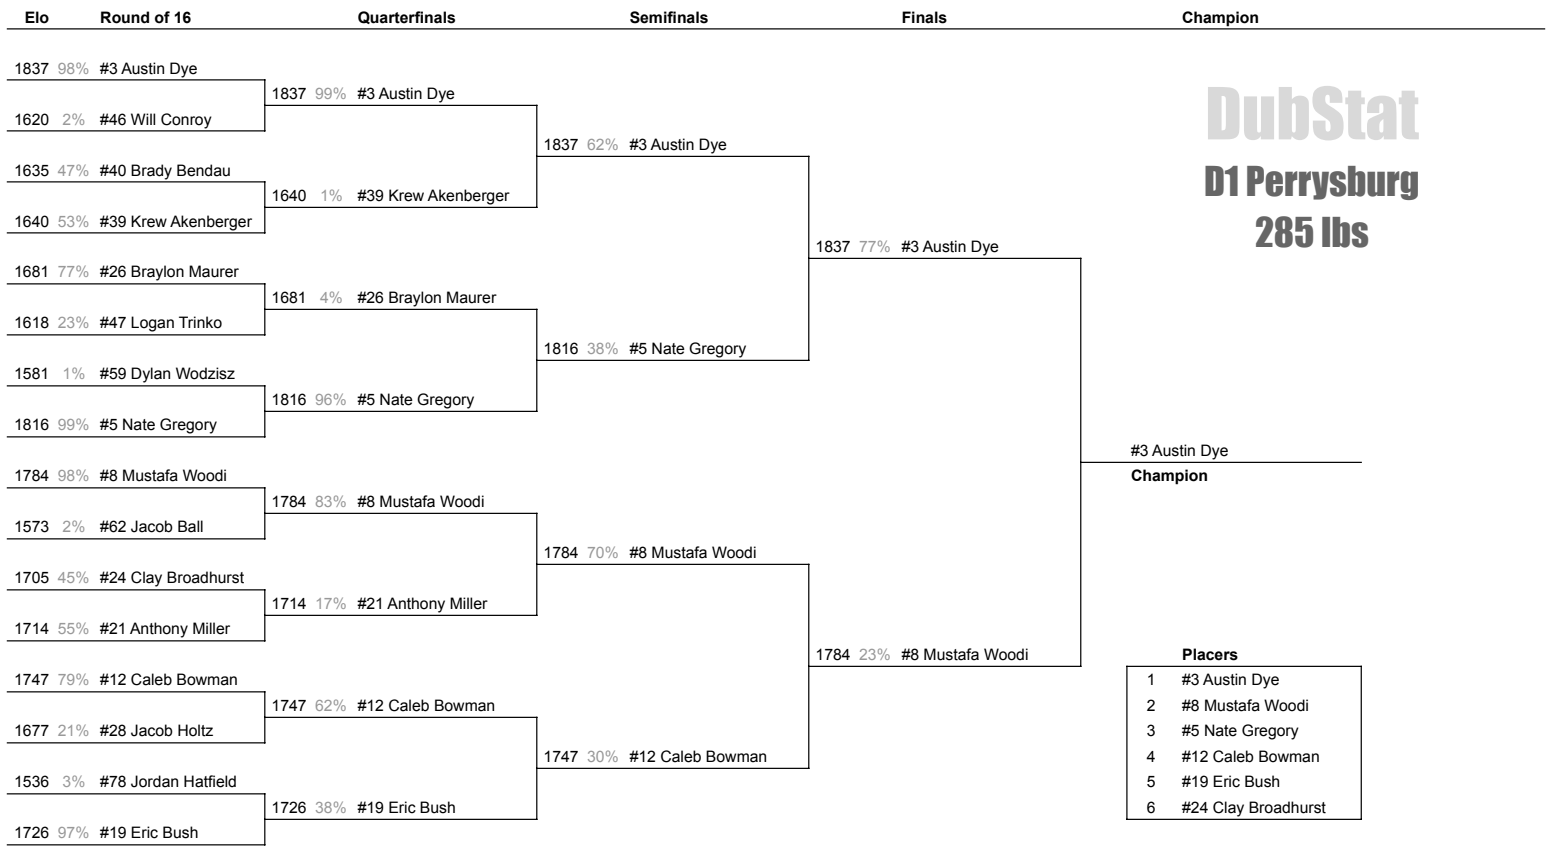 Elo Round of 16 Quarterfinals Semifinals Finals Champion
1837 98% #3 Austin Dye
1837 99% #3 Austin Dye
1620 2% #46 Will Conroy
1837 62% #3 Austin Dye
1635 47% #40 Brady Bendau
1640 1% #39 Krew Akenberger
1640 53% #39 Krew Akenberger
1837 77% #3 Austin Dye
1681 77% #26 Braylon Maurer
1681 4% #26 Braylon Maurer
1618 23% #47 Logan Trinko
1816 38% #5 Nate Gregory
1581 1% #59 Dylan Wodzisz
1816 96% #5 Nate Gregory
1816 99% #5 Nate Gregory
#3 Austin Dye
Champion
1784 98% #8 Mustafa Woodi
1784 83% #8 Mustafa Woodi
1573 2% #62 Jacob Ball
1784 70% #8 Mustafa Woodi
1705 45% #24 Clay Broadhurst
1714 17% #21 Anthony Miller
1714 55% #21 Anthony Miller
1784 23% #8 Mustafa Woodi
1747 79% #12 Caleb Bowman
1747 62% #12 Caleb Bowman
1677 21% #28 Jacob Holtz
1747 30% #12 Caleb Bowman
1536 3% #78 Jordan Hatfield
1726 38% #19 Eric Bush
1726 97% #19 Eric Bush
DubStat
D1 Perrysburg
285 lbs
Placers
1 #3 Austin Dye
2 #8 Mustafa Woodi
3 #5 Nate Gregory
4 #12 Caleb Bowman
5 #19 Eric Bush
6 #24 Clay Broadhurst